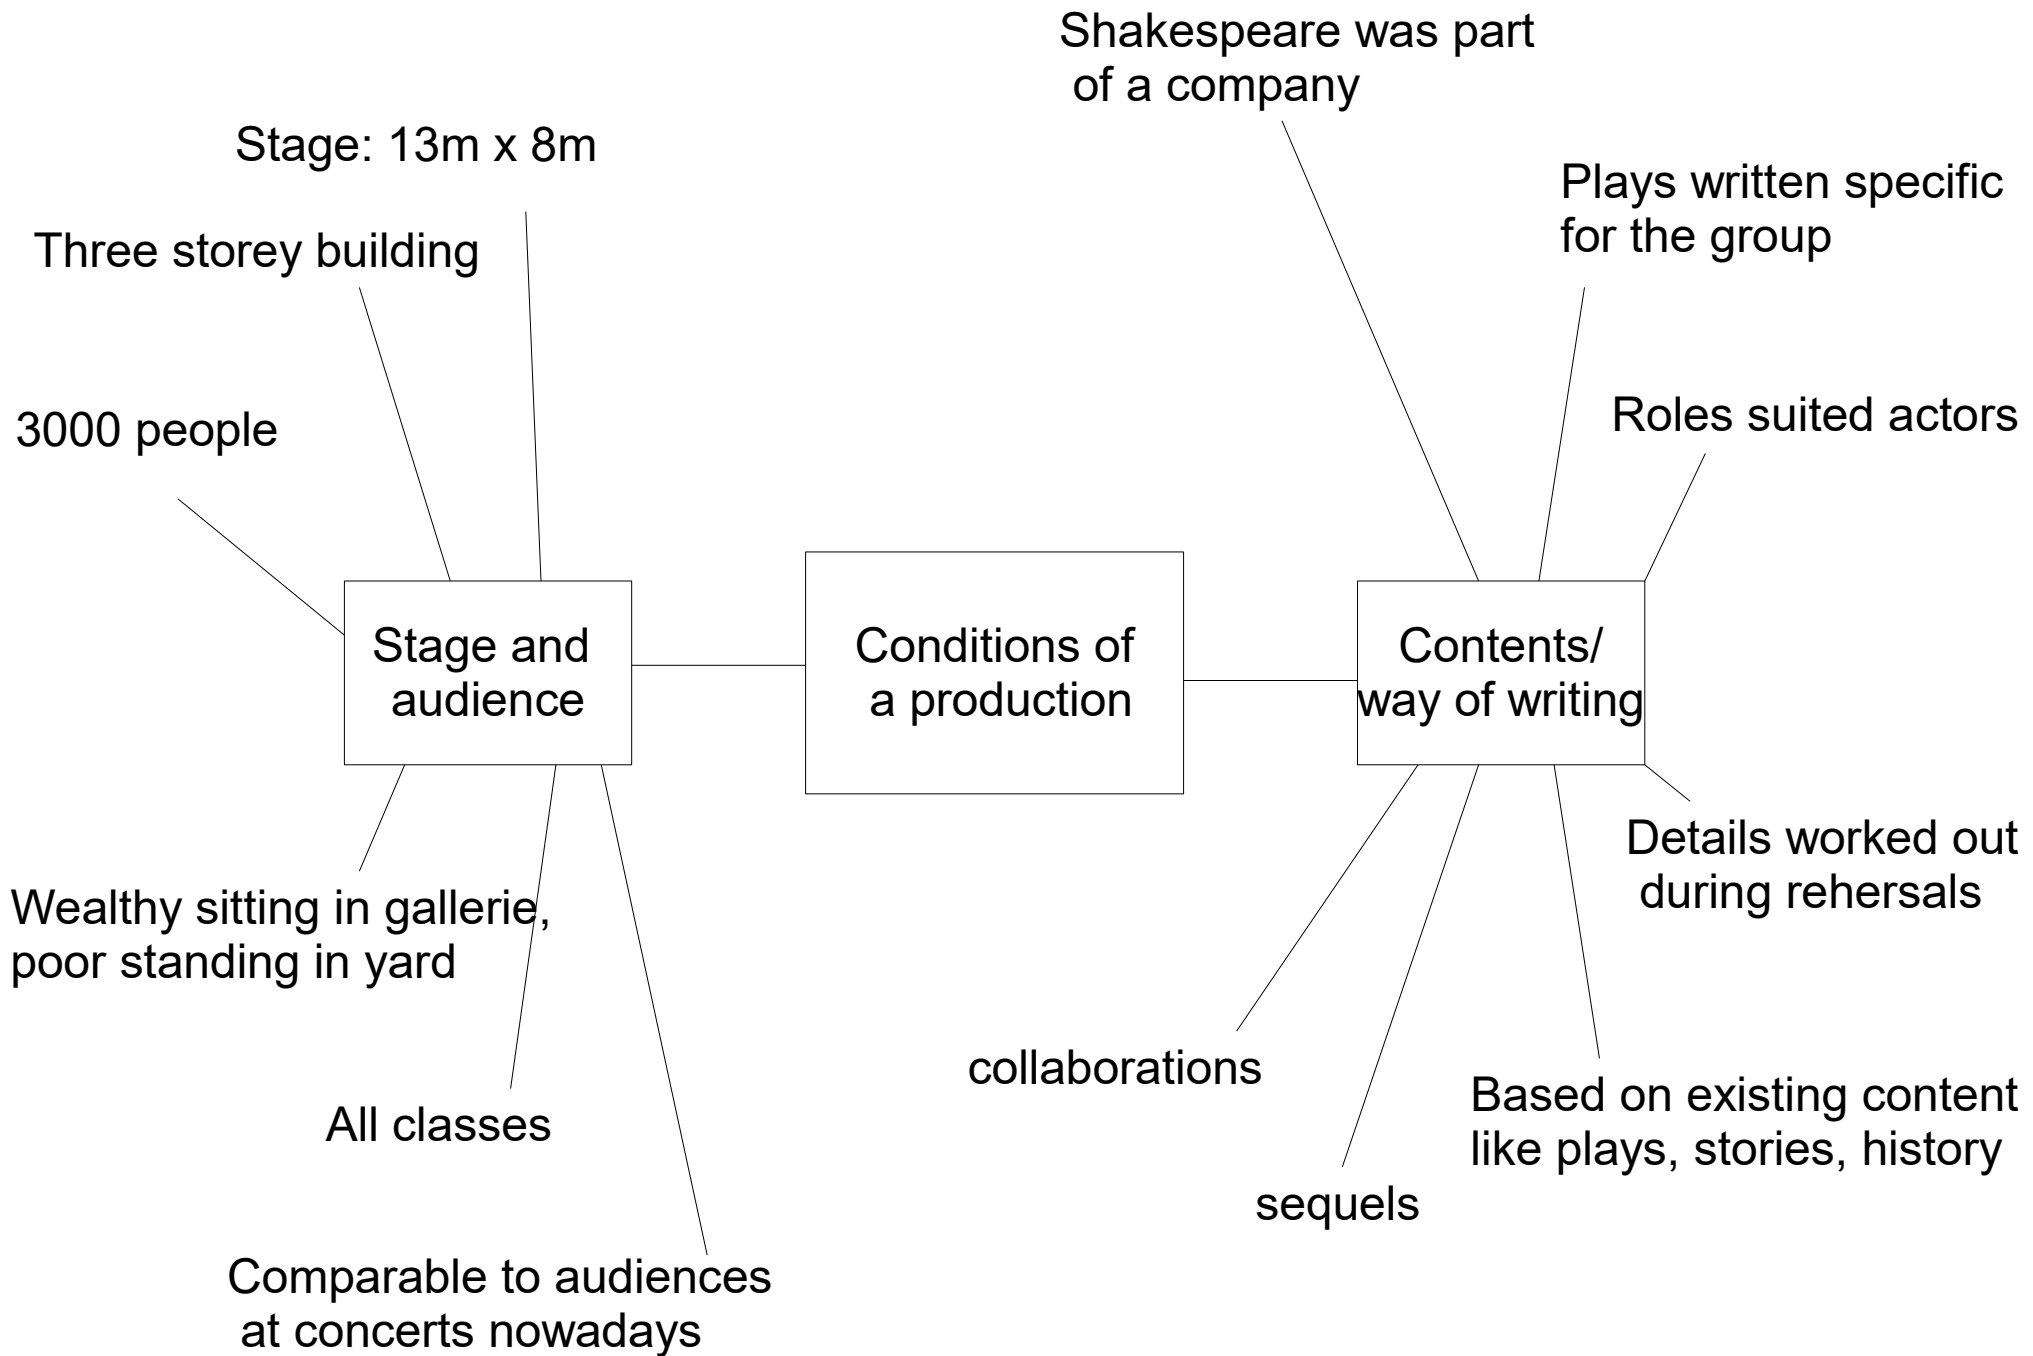 Shakespeare was part
of a company
Stage: 13m x 8m
Plays written specific
for the group
Three storey building
3000 people
Roles suited actors
Stage and
audience
Conditions of
a production
Contents/
way of writing
Details worked out
during rehersals
Wealthy sitting in gallerie,
poor standing in yard
collaborations
All classes
Based on existing content
like plays, stories, history
sequels
Comparable to audiences
at concerts nowadays